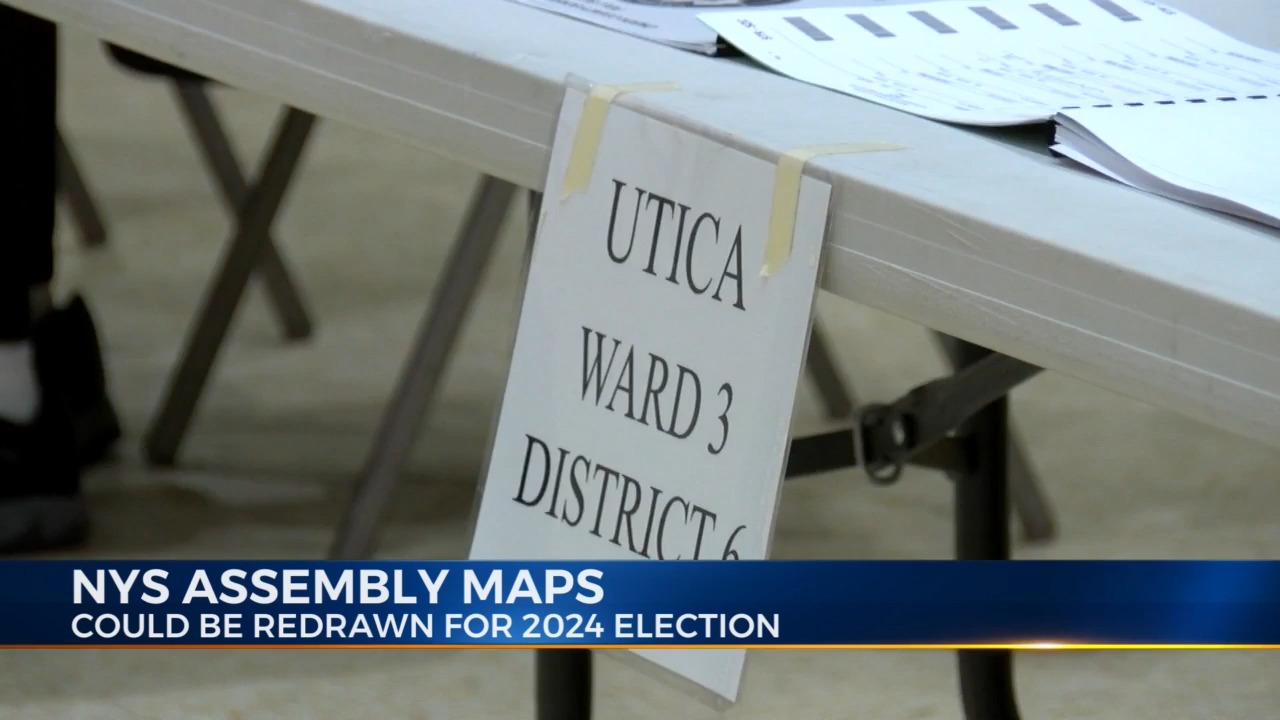 UTICA
WARD 3
DISTRICT 6
NYS ASSEMBLY MAPS
COULD BE REDRAWN FOR 2024 ELECTION